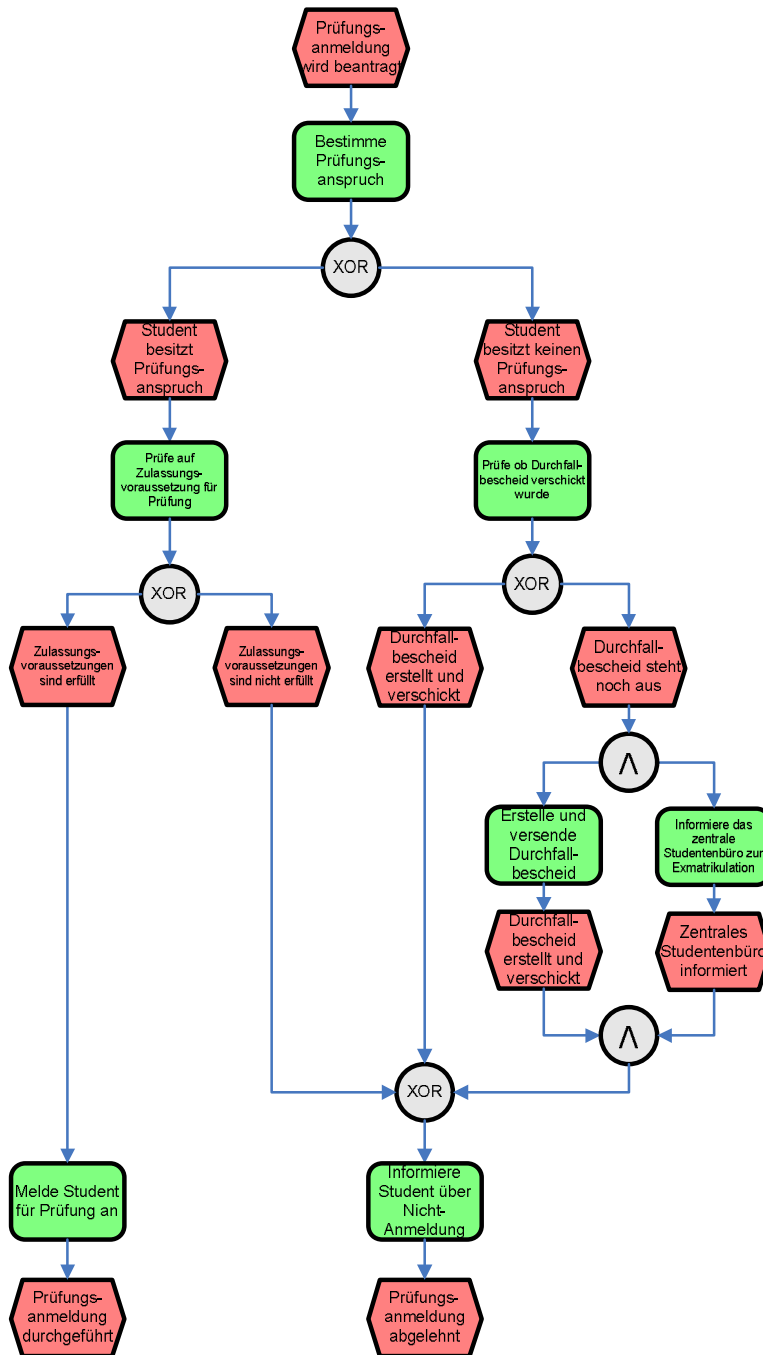 Prüfungs-
anmeldung
wird beantragt
Bestimme
Prüfungs-
anspruch
XOR
Student
besitzt
Prüfungs-
anspruch
Student
besitzt keinen
Prüfungs-
anspruch
Prüfe auf
Zulassungs-
voraussetzung für
Prüfung
Prüfe ob Durchfall-
bescheid verschickt
wurde
XOR
XOR
Zulassungs-
voraussetzungen
sind erfüllt
Zulassungs-
voraussetzungen
sind nicht erfüllt
Durchfall-
bescheid
erstellt und
verschickt
Durchfall-
bescheid steht
noch aus
Λ
Erstelle und
versende
Durchfall-
bescheid
Informiere das
zentrale
Studentenbüro zur
Exmatrikulation
Durchfall-
bescheid
erstellt und
verschickt
Zentrales
Studentenbüro
informiert
Λ
XOR
Melde Student
für Prüfung an
Informiere
Student über
Nicht-
Anmeldung
Prüfungs-
anmeldung
durchgeführt
Prüfungs-
anmeldung
abgelehnt